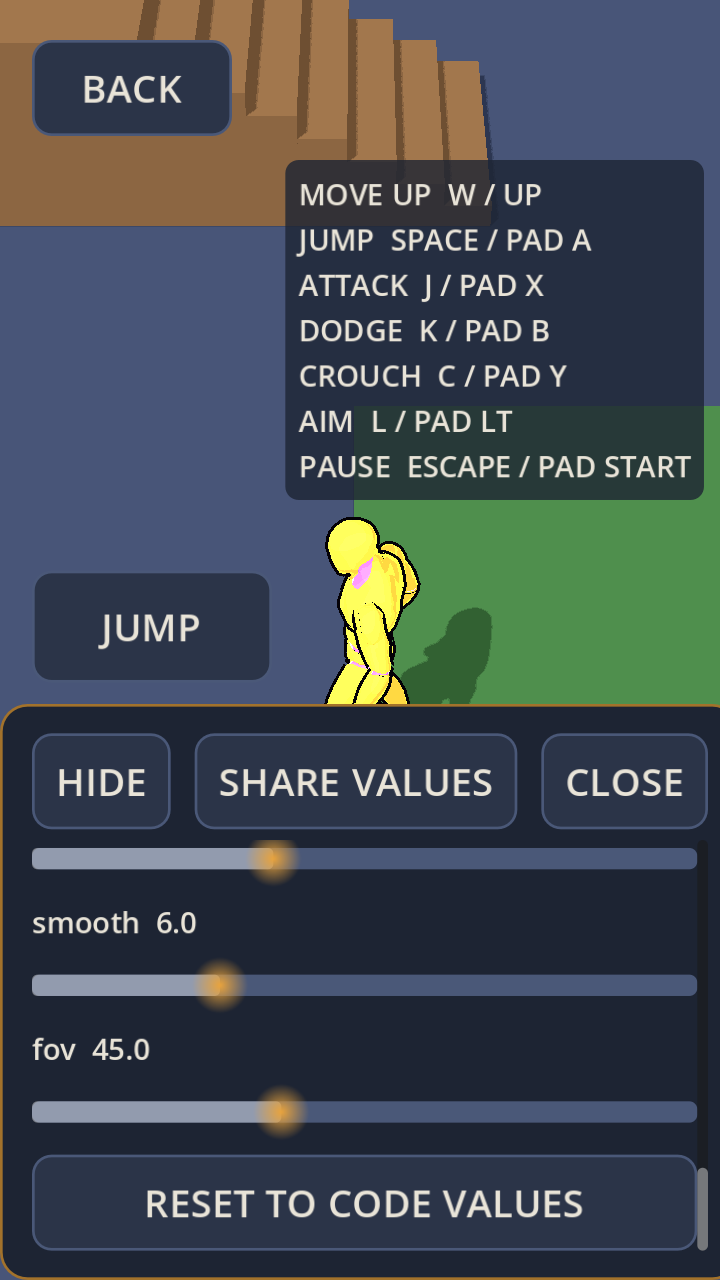 BACK
MOVE UP  W / UP
JUMP  SPACE / PAD A
ATTACK  J / PAD X
DODGE  K / PAD B
CROUCH  C / PAD Y
AIM  L / PAD LT
PAUSE  ESCAPE / PAD START
JUMP
HIDE
SHARE VALUES
CLOSE
smooth  6.0
fov  45.0
RESET TO CODE VALUES